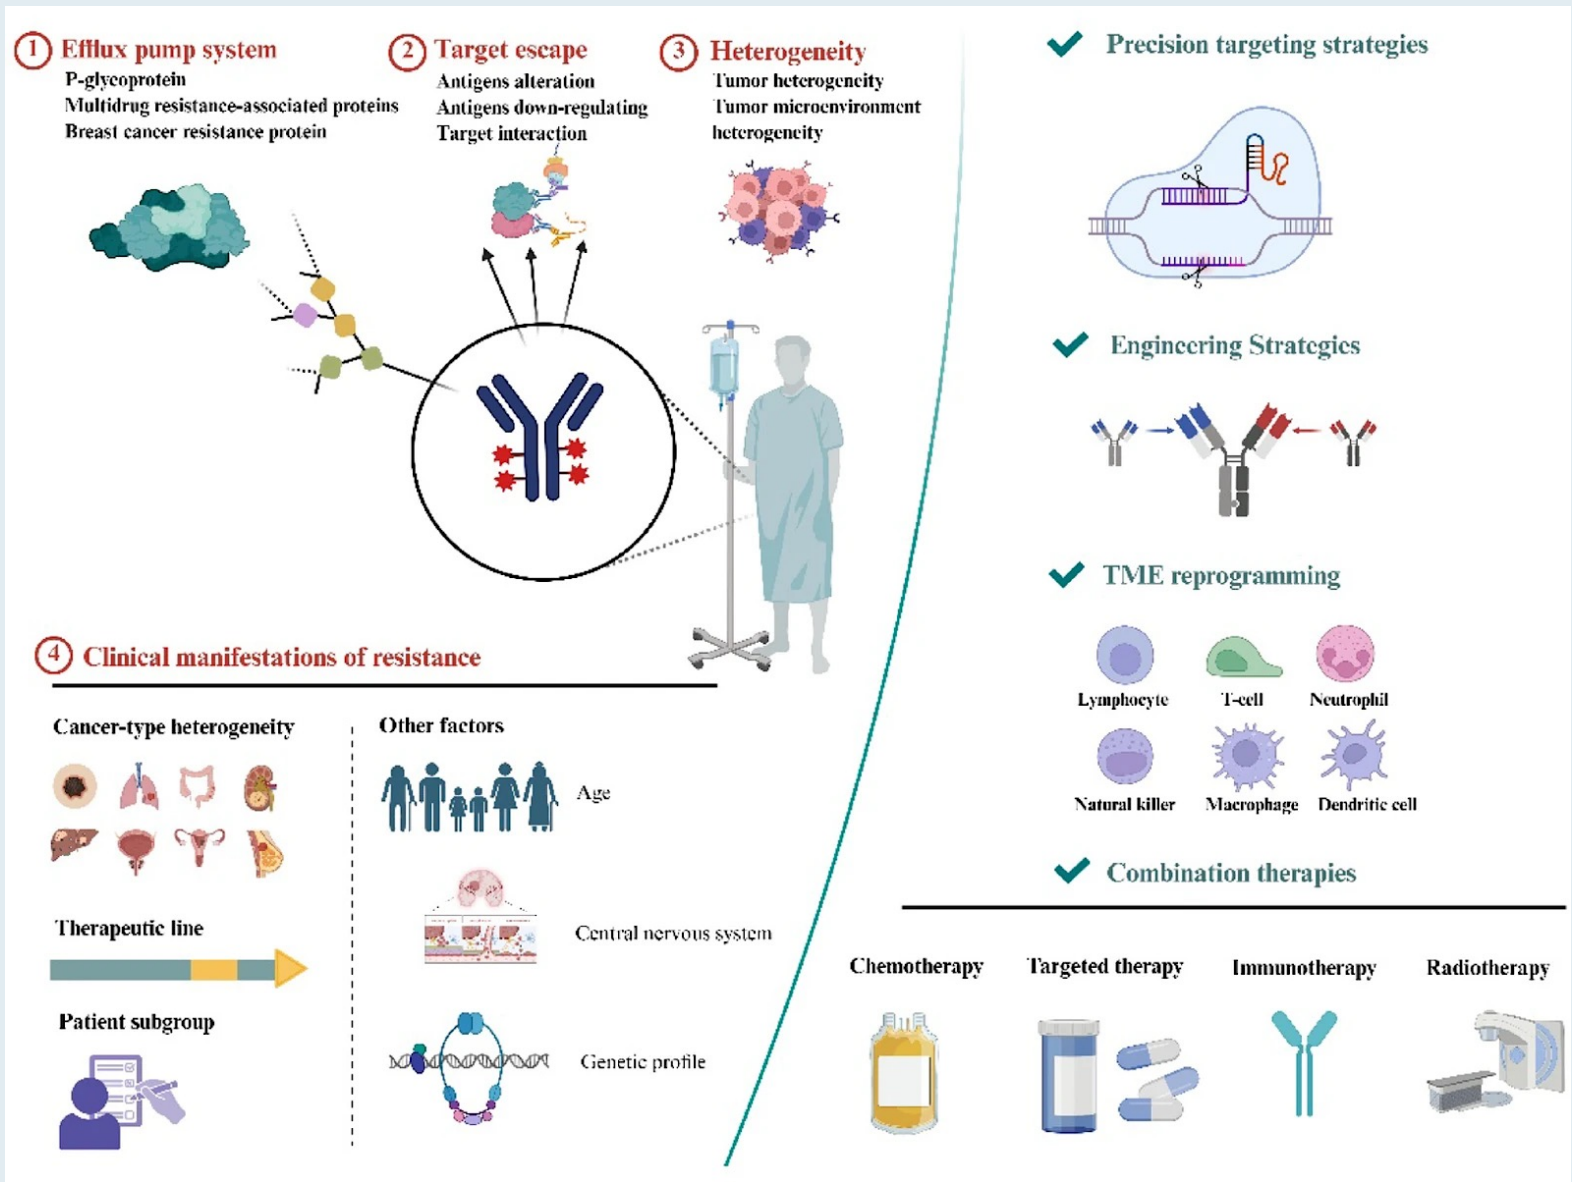 1 Efflux pump system
P-glycoprotein
Multidrug resistance-associated proteins
Breast cancer resistance protein
2 Target escape
Antigens alteration
Antigens down-regulating
Target interaction
3 Heterogeneity
Tumor heterogeneity
Tumor microenvironment
heterogeneity
4 Clinical manifestations of resistance
Cancer-type heterogeneity
Therapeutic line
Patient subgroup
Other factors
Age
Central nervous system
Genetic profile
Precision targeting strategies
Engineering Strategies
TME reprogramming
Lymphocyte
T-cell
Neutrophil
Natural killer
Macrophage
Dendritic cell
Combination therapies
Chemotherapy
Targeted therapy
Immunotherapy
Radiotherapy